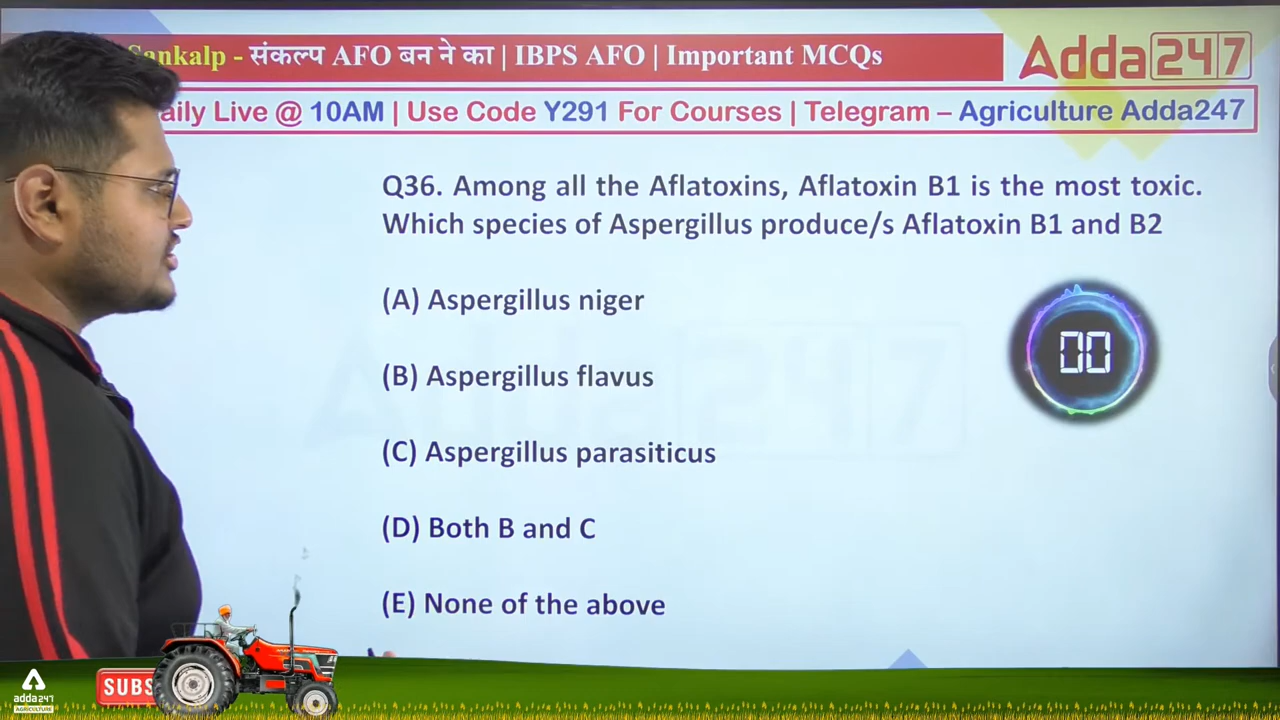 Sankalp - संकल्प AFO बन ने का | IBPS AFO | Important MCQs
Adda247
Live @ 10AM | Use Code Y291 For Courses | Telegram – Agriculture Adda247
Q36. Among all the Aflatoxins, Aflatoxin B1 is the most toxic.
Which species of Aspergillus produce/s Aflatoxin B1 and B2
(A) Aspergillus niger
00
(B) Aspergillus flavus
(C) Aspergillus parasiticus
(D) Both B and C
(E) None of the above
adda247
AGRICULTURE
SUBS